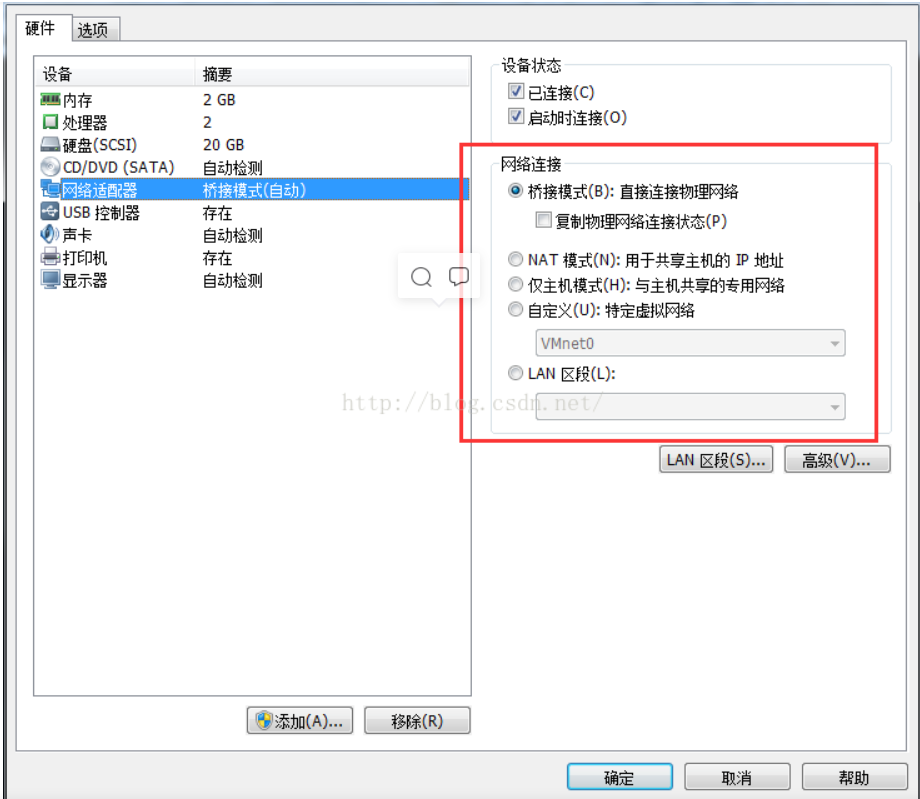 硬件 选项
设备 摘要
内存 2 GB
处理器 2
硬盘(SCSI) 20 GB
CD/DVD (SATA) 自动检测
网络适配器 桥接模式(自动)
USB 控制器 存在
声卡 自动检测
打印机 存在
显示器 自动检测
添加(A)... 移除(R)
设备状态
已连接(C)
启动时连接(O)
网络连接
桥接模式(B): 直接连接物理网络
复制物理网络连接状态(P)
NAT 模式(N): 用于共享主机的 IP 地址
仅主机模式(H): 与主机共享的专用网络
自定义(U): 特定虚拟网络
VMnet0
LAN 区段(L):
http://blog.csdn.net/
LAN 区段(S)... 高级(V)...
确定 取消 帮助